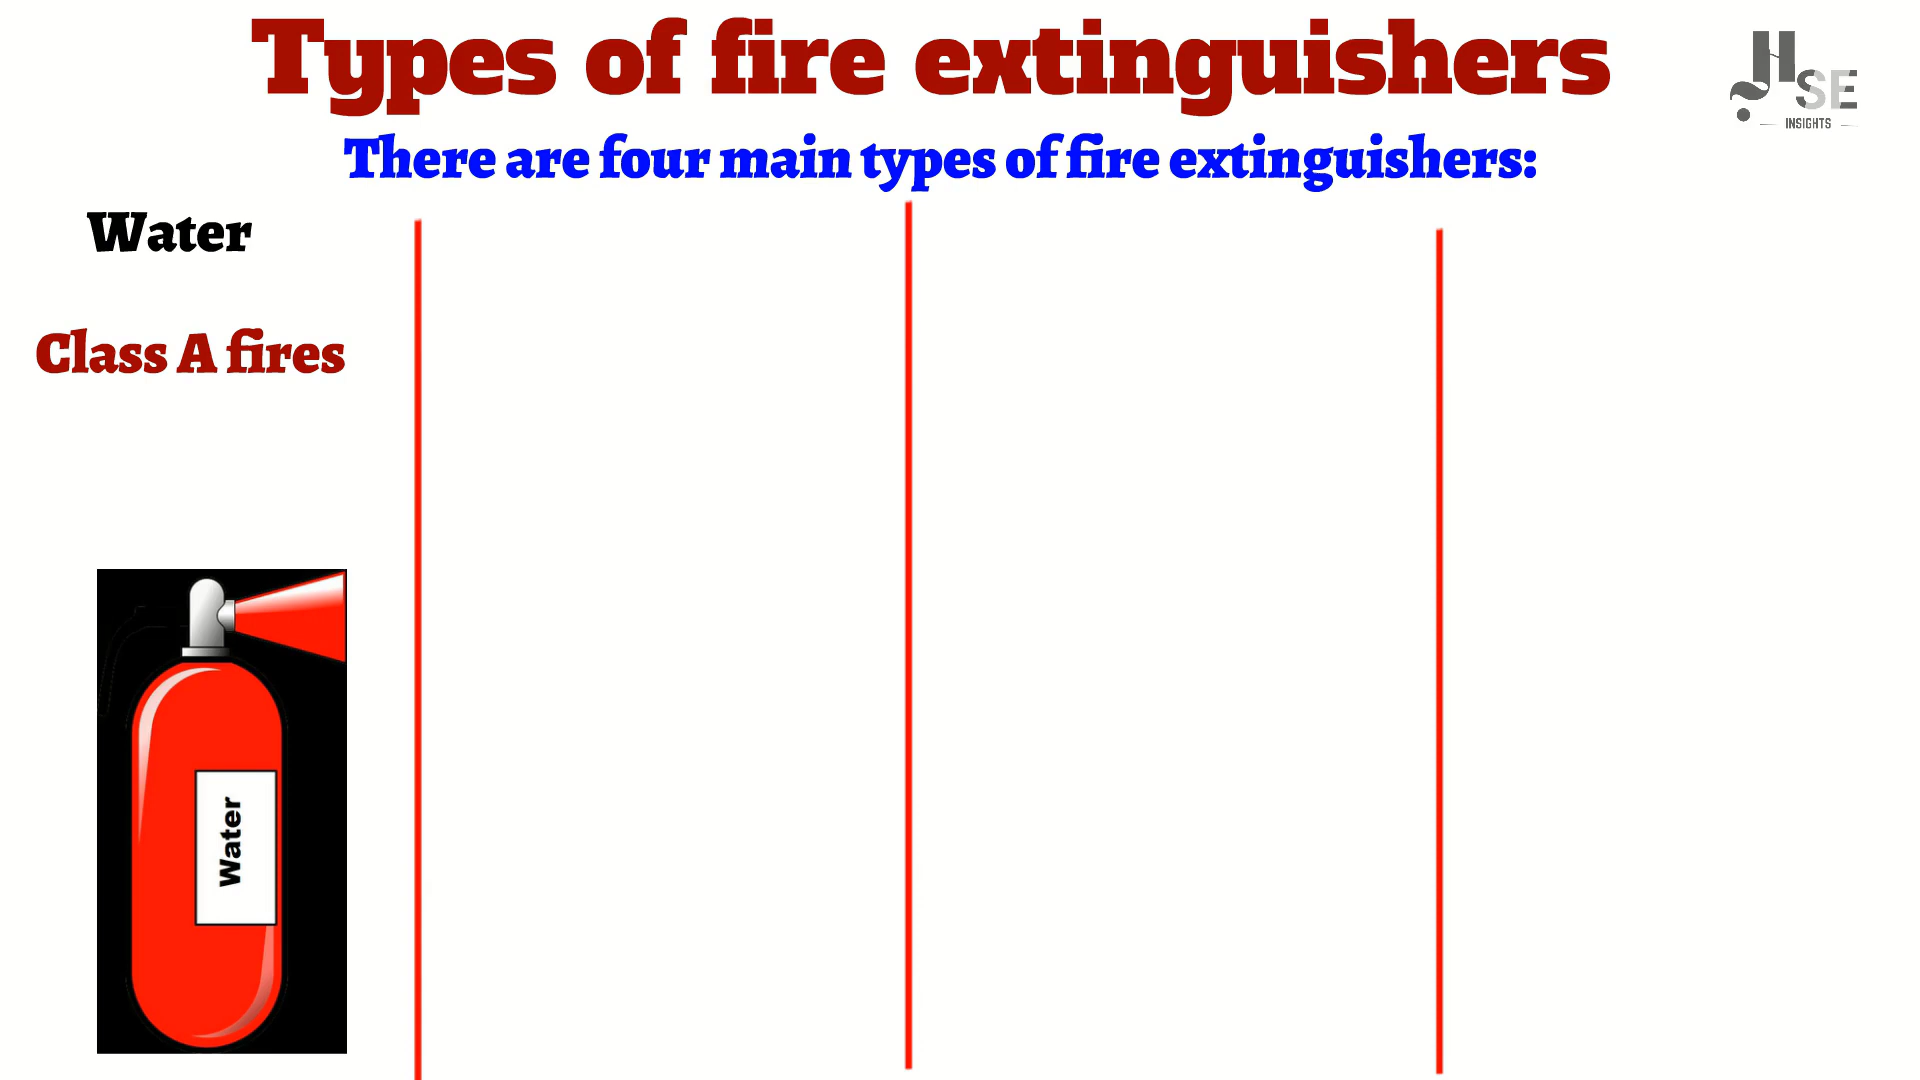 Types of fire extinguishers
HSE
INSIGHTS
There are four main types of fire extinguishers:
Water
Class A fires
Water